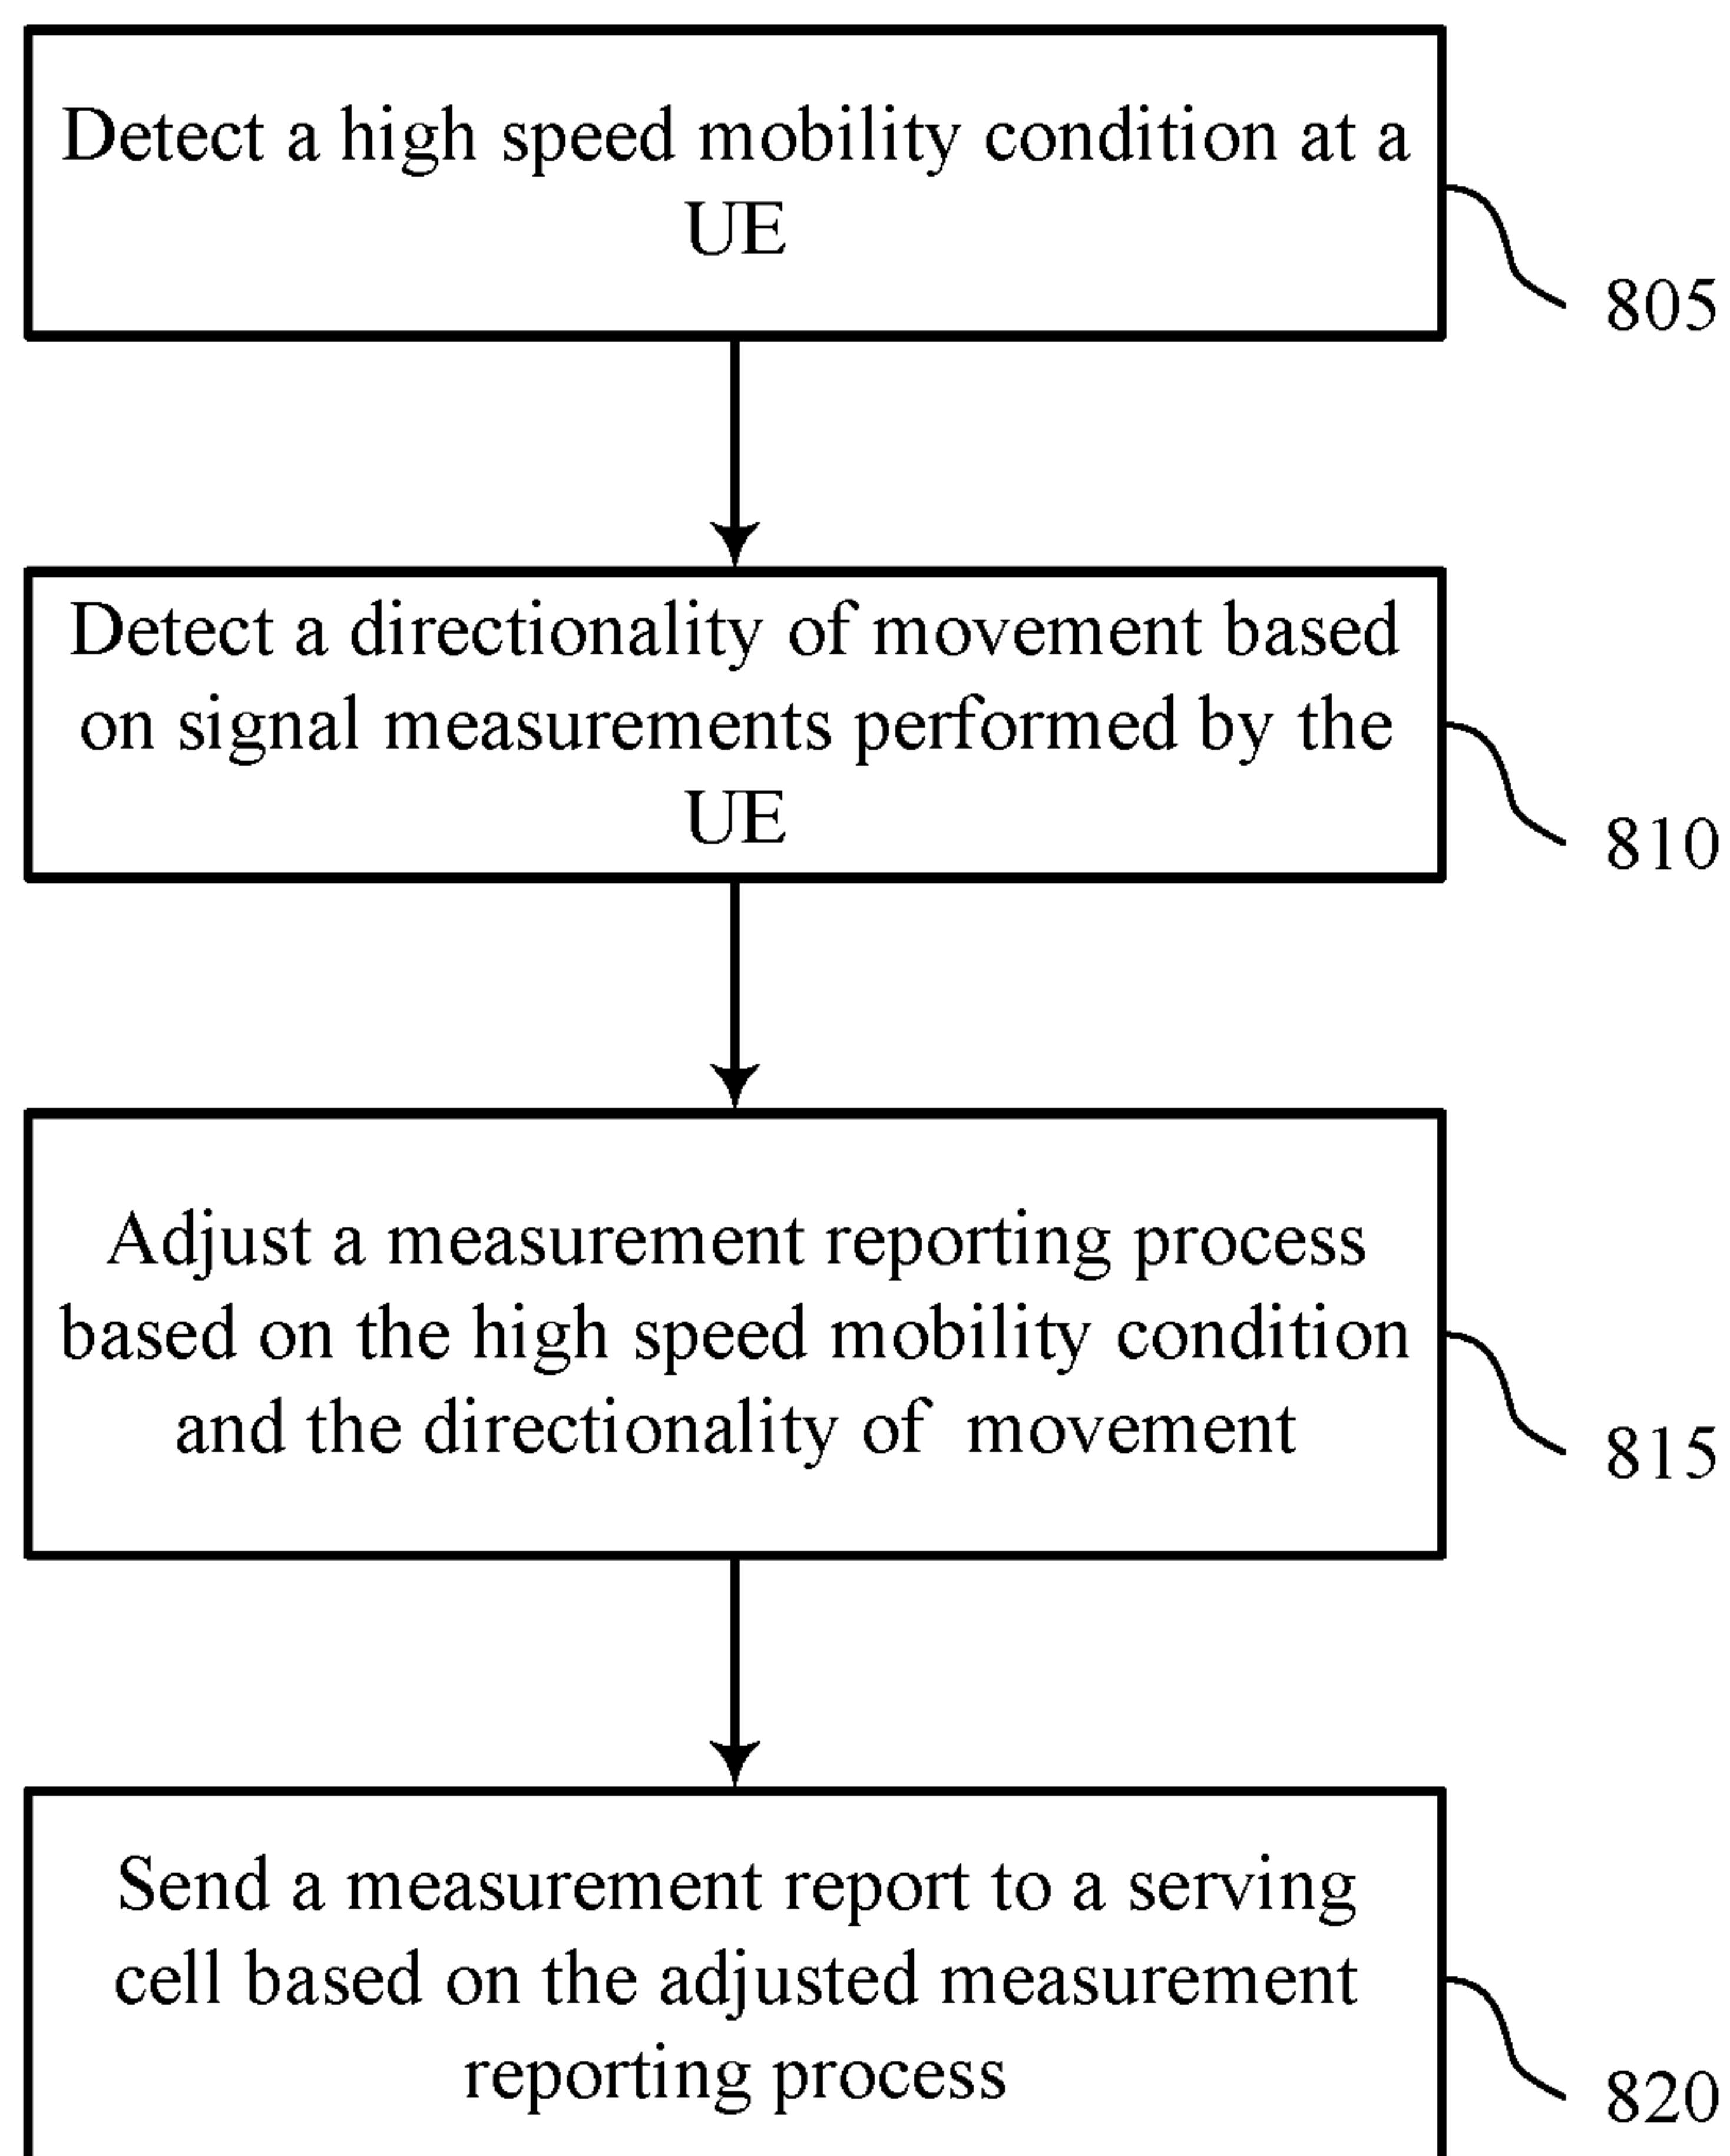 Detect a high speed mobility condition at a
UE
805
Detect a directionality of movement based
on signal measurements performed by the
UE
810
Adjust a measurement reporting process
based on the high speed mobility condition
and the directionality of movement
815
Send a measurement report to a serving
cell based on the adjusted measurement
reporting process
820